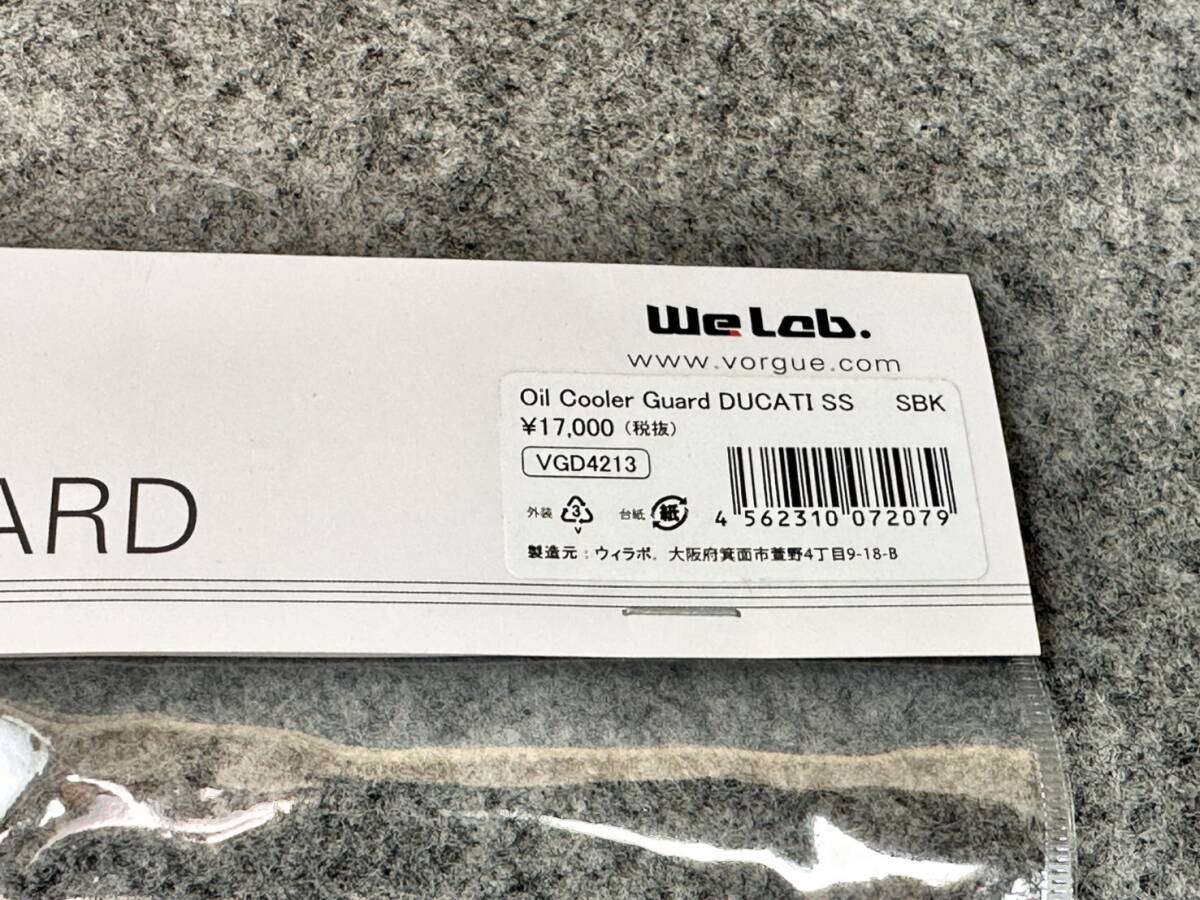 We Lab.
www.vorgue.com
Oil Cooler Guard DUCATI SS SBK
¥17,000 (税抜)
VGD4213
外装 3 V 台紙 紙
4 562310 072079
製造元：ウィラボ. 大阪府箕面市萱野4丁目9-18-B
ARD